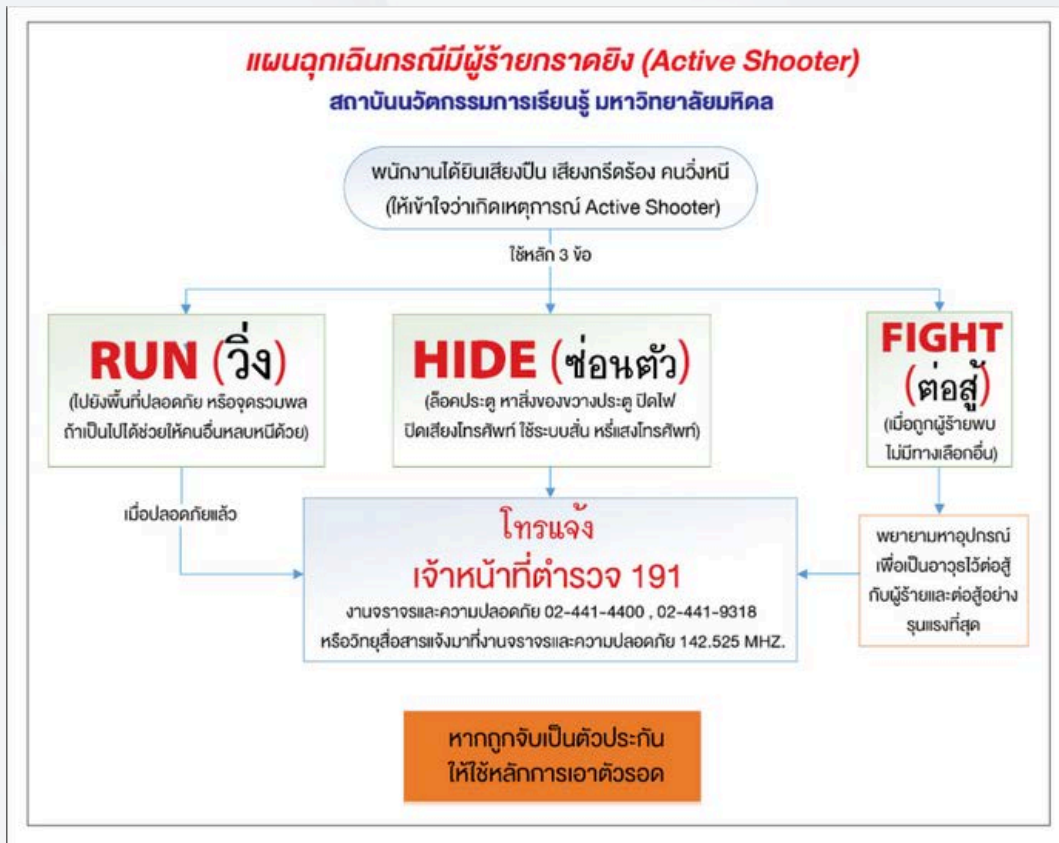 แผนฉุกเฉินกรณีมีผู้ร้ายกราดยิง (Active Shooter)
สถาบันนวัตกรรมการเรียนรู้ มหาวิทยาลัยมหิดล
พนักงานได้ยินเสียงปืน เสียงกรีดร้อง คนวิ่งหนี
(ให้เข้าใจว่าเกิดเหตุการณ์ Active Shooter)
ใช้หลัก 3 ข้อ
RUN (วิ่ง)
(ไปยังพื้นที่ปลอดภัย หรือจุดรวมพล
ถ้าเป็นไปได้ช่วยให้คนอื่นหลบหนีด้วย)
HIDE (ซ่อนตัว)
(ล็อคประตู หาสิ่งของขวางประตู ปิดไฟ
ปิดเสียงโทรศัพท์ ใช้ระบบสั่น หรี่แสงโทรศัพท์)
FIGHT
(ต่อสู้)
(เมื่อถูกผู้ร้ายพบ
ไม่มีทางเลือกอื่น)
เมื่อปลอดภัยแล้ว
โทรแจ้ง
เจ้าหน้าที่ตำรวจ 191
งานจราจรและความปลอดภัย 02-441-4400 , 02-441-9318
หรือวิทยุสื่อสารแจ้งมาที่งานจราจรและความปลอดภัย 142.525 MHZ.
พยายามหาอุปกรณ์
เพื่อเป็นอาวุธไว้ต่อสู้
กับผู้ร้ายและต่อสู้อย่าง
รุนแรงที่สุด
หากถูกจับเป็นตัวประกัน
ให้ใช้หลักการเอาตัวรอด